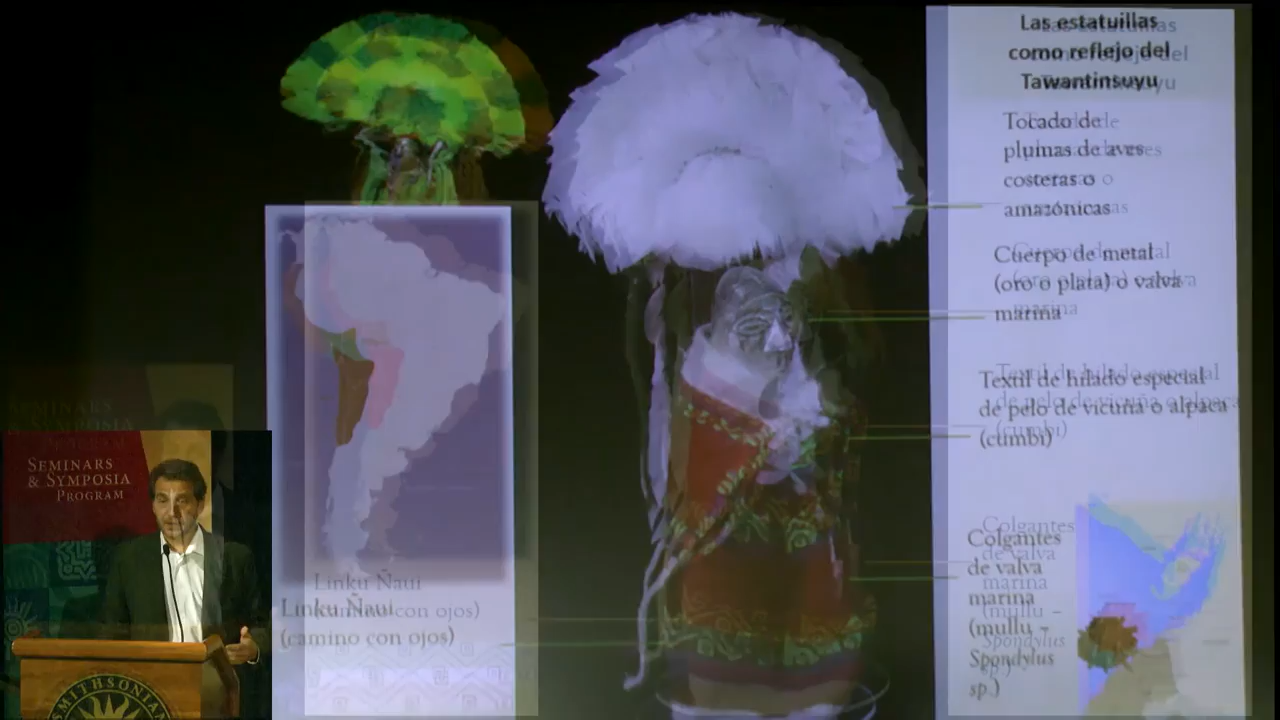 Las estatuillas
como reflejo del
Tawantinsuyu
Tocado de
plumas de aves
costeras o
amazónicas
Cuerpo de metal
(oro o plata) o valva
marina
Textil de hilado especial
de pelo de vicuña o alpaca
(cumbi)
Colgantes
de valva
marina
(mullu –
Spondylus
sp.)
Linku Ñaui
(camino con ojos)
SEMINARS
& SYMPOSIA
PROGRAM
SMITHSONIAN